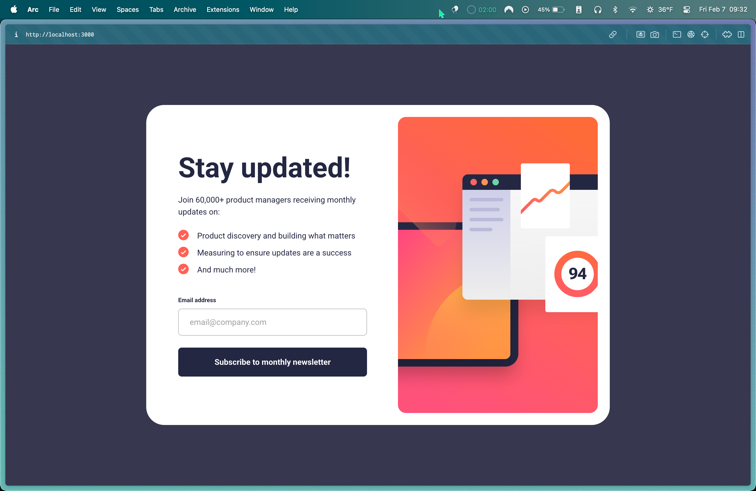 Arc File Edit View Spaces Tabs Archive Extensions Window Help 00:00 45% 36°F Fri Feb 7 09:32
http://localhost:3000
Stay updated!
Join 60,000+ product managers receiving monthly
updates on:
Product discovery and building what matters
Measuring to ensure updates are a success
And much more!
Email address
email@company.com
Subscribe to monthly newsletter
94